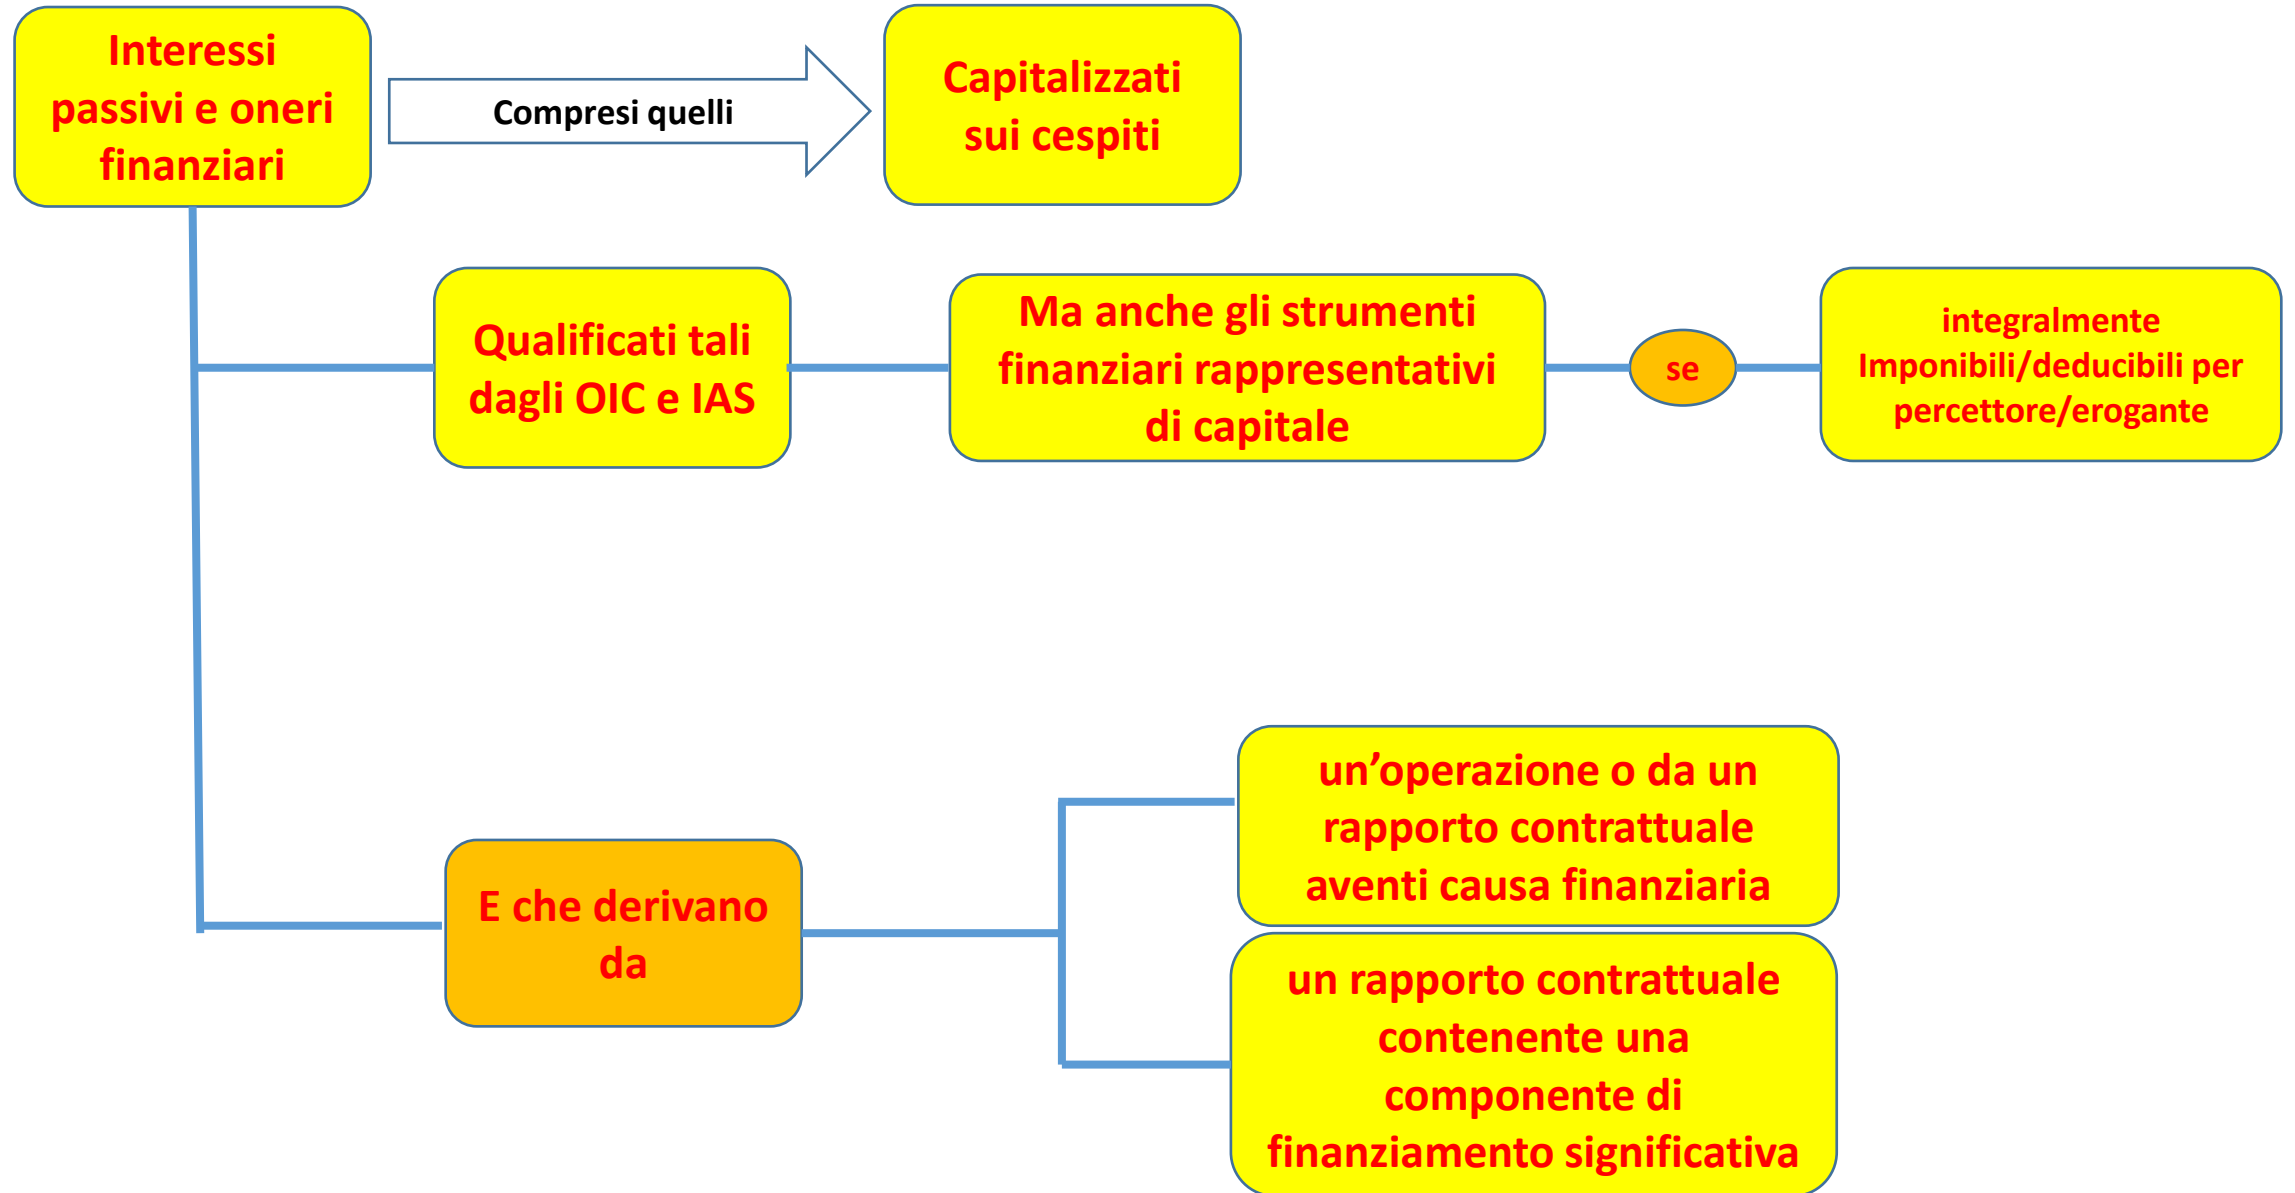 Interessi
passivi e oneri
finanziari
Compresi quelli
Capitalizzati
sui cespiti
Qualificati tali
dagli OIC e IAS
Ma anche gli strumenti
finanziari rappresentativi
di capitale
se
integralmente
Imponibili/deducibili per
percettore/erogante
E che derivano
da
un’operazione o da un
rapporto contrattuale
aventi causa finanziaria
un rapporto contrattuale
contenente una
componente di
finanziamento significativa